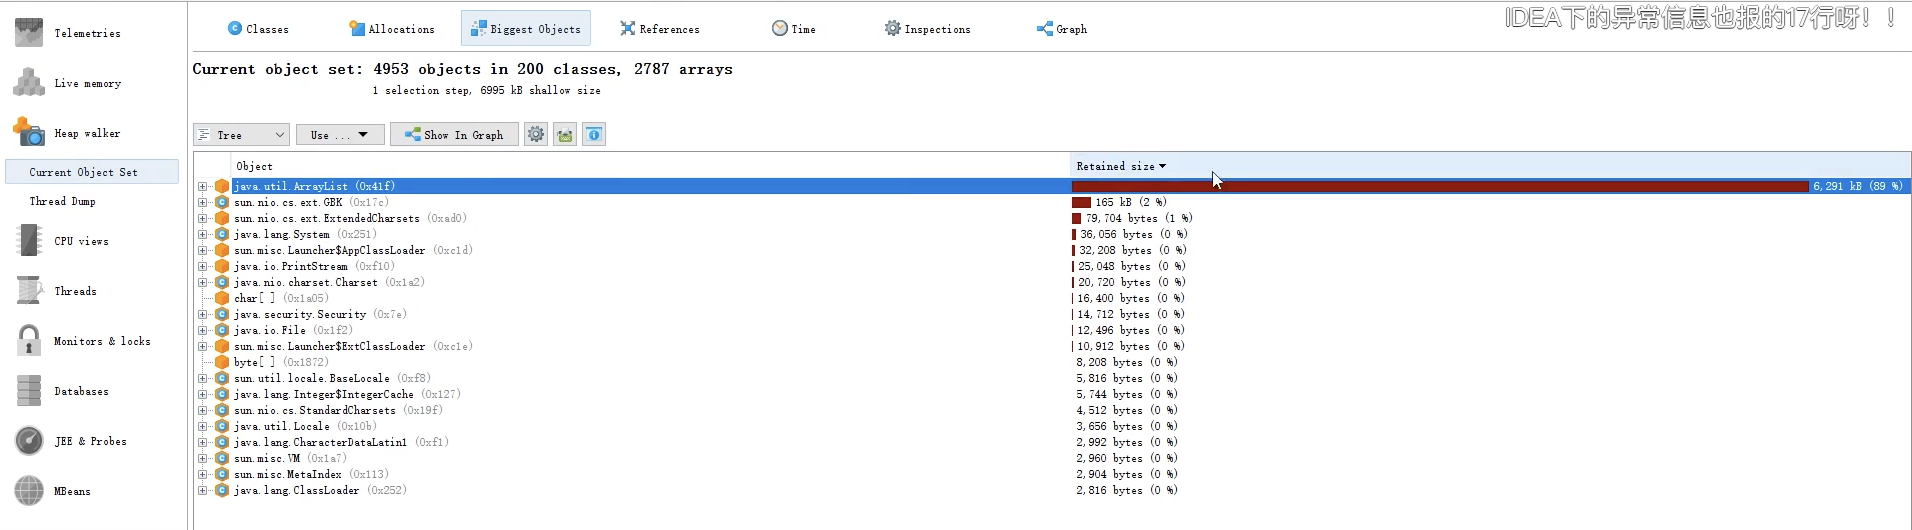 IDEA下的异常信息也报的17行呀！！
Telemetries
Live memory
Heap walker
Current Object Set
Thread Dump
CPU views
Threads
Monitors & locks
Databases
JEE & Probes
MBeans
Classes
Allocations
Biggest Objects
References
Time
Inspections
Graph
Current object set: 4953 objects in 200 classes, 2787 arrays
1 selection step, 6995 kB shallow size
Tree
Use ...
Show In Graph
Object Retained size
java.util.ArrayList (0x41f) 6,291 kB (89 %)
sun.nio.cs.ext.GBK (0x17c) 165 kB (2 %)
sun.nio.cs.ext.ExtendedCharsets (0xad0) 79,704 bytes (1 %)
java.lang.System (0x251) 36,056 bytes (0 %)
sun.misc.Launcher$AppClassLoader (0xc1d) 32,208 bytes (0 %)
java.io.PrintStream (0xf10) 25,048 bytes (0 %)
java.nio.charset.Charset (0x1a2) 20,720 bytes (0 %)
char[ ] (0x1a05) 16,400 bytes (0 %)
java.security.Security (0x7e) 14,712 bytes (0 %)
java.io.File (0x1f2) 12,496 bytes (0 %)
sun.misc.Launcher$ExtClassLoader (0xc1e) 10,912 bytes (0 %)
byte[ ] (0x1872) 8,208 bytes (0 %)
sun.util.locale.BaseLocale (0xf8) 5,816 bytes (0 %)
java.lang.Integer$IntegerCache (0x127) 5,744 bytes (0 %)
sun.nio.cs.StandardCharsets (0x19f) 4,512 bytes (0 %)
java.util.Locale (0x10b) 3,656 bytes (0 %)
java.lang.CharacterDataLatin1 (0xf1) 2,992 bytes (0 %)
sun.misc.VM (0x1a7) 2,960 bytes (0 %)
sun.misc.MetaIndex (0x113) 2,904 bytes (0 %)
java.lang.ClassLoader (0x252) 2,816 bytes (0 %)